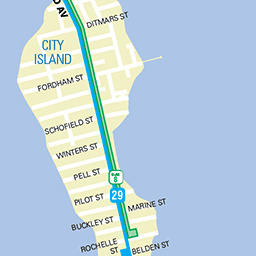 D AV
DITMARS ST
CITY
ISLAND
FORDHAM ST
SCHOFIELD ST
WINTERS ST
PELL ST
8
29
PILOT ST
MARINE ST
BUCKLEY ST
ROCHELLE
ST
BELDEN ST